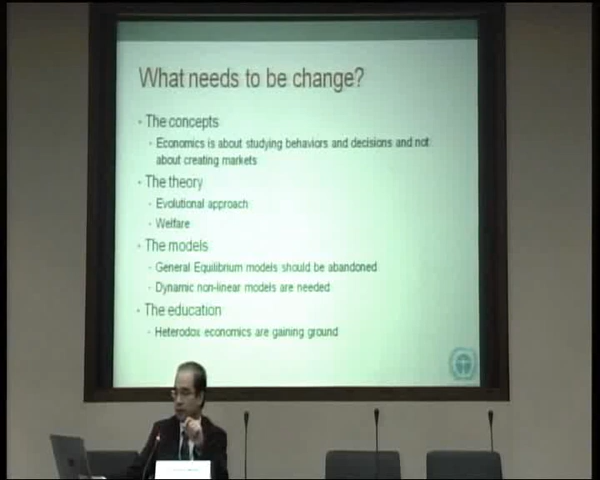 What needs to be change?
The concepts
Economics is about studying behaviors and decisions and not
about creating markets
The theory
Evolutional approach
Welfare
The models
General Equilibrium models should be abandoned
Dynamic non-linear models are needed
The education
Heterodox economics are gaining ground